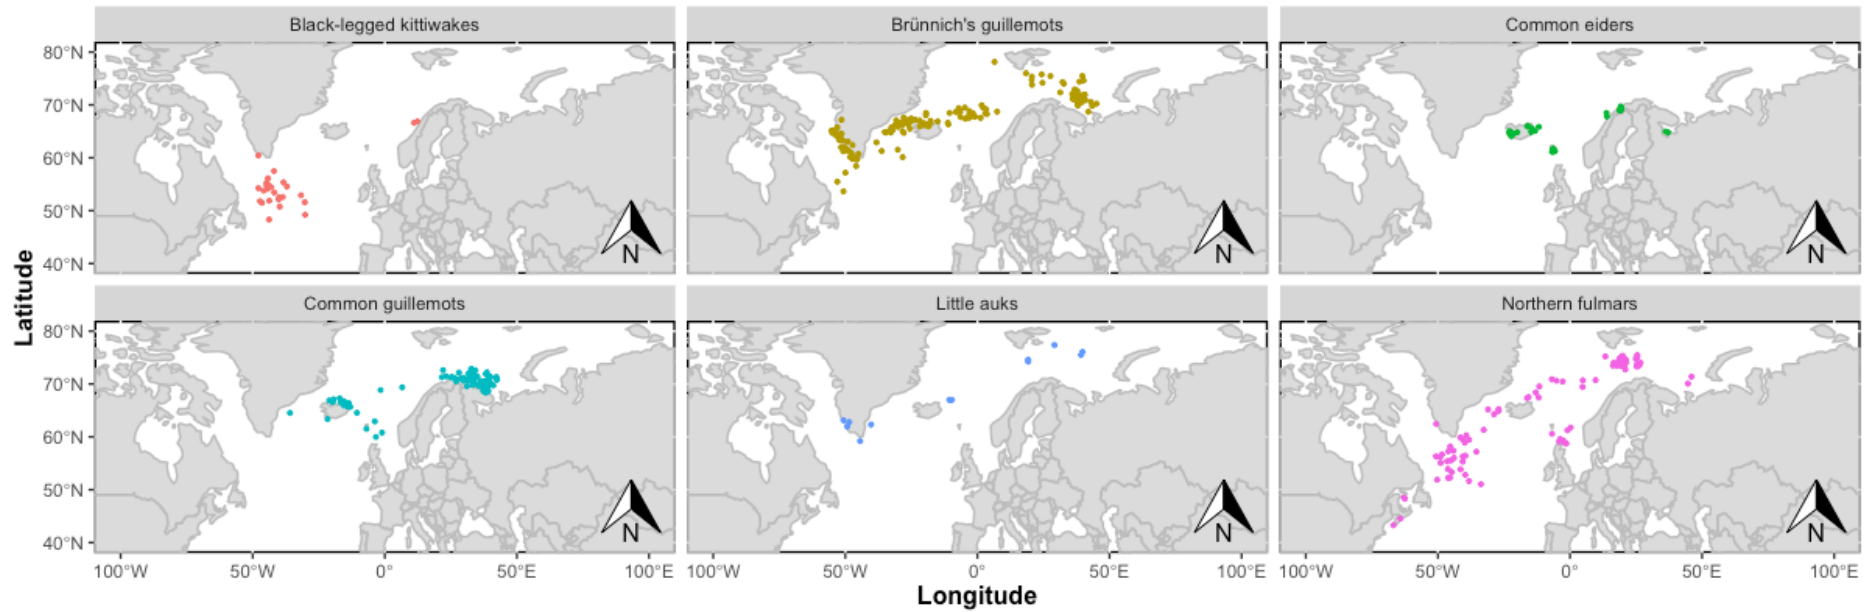 Black-legged kittiwakes
Brünnich's guillemots
Common eiders
80°N
70°N
60°N
50°N
40°N
N
N
N
Latitude
Common guillemots
Little auks
Northern fulmars
80°N
70°N
60°N
50°N
40°N
N
N
N
100°W 50°W 0° 50°E 100°E
100°W 50°W 0° 50°E 100°E
100°W 50°W 0° 50°E 100°E
Longitude